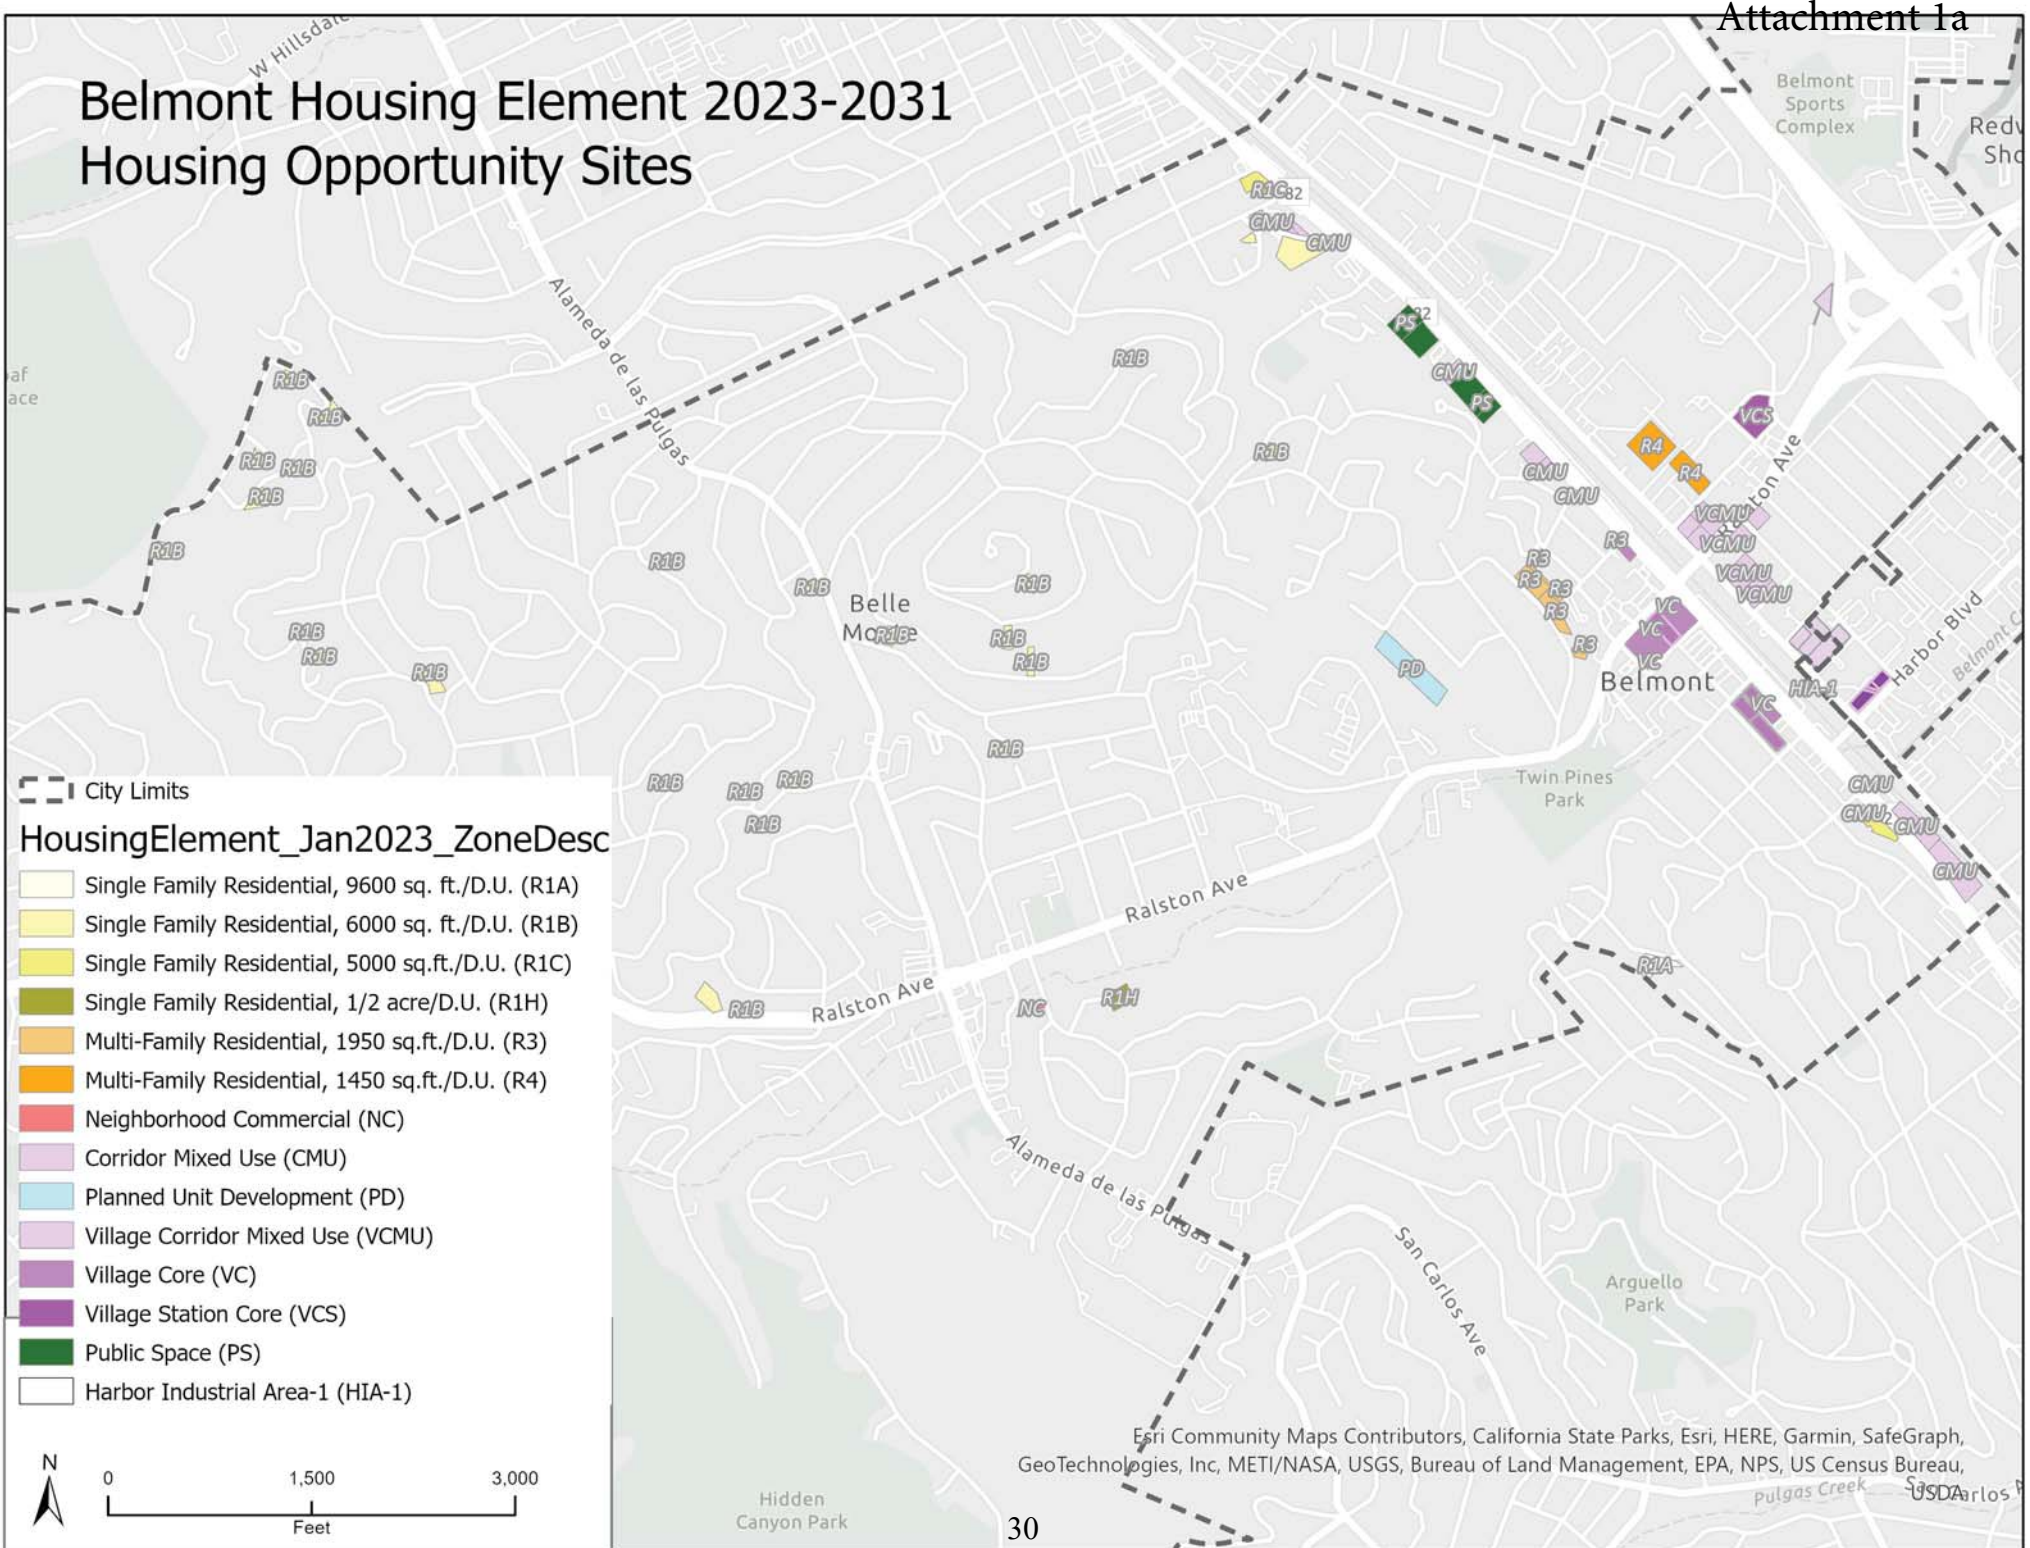 Attachment 1a
W Hillsdale
Belmont Housing Element 2023-2031
Housing Opportunity Sites
Belmont
Sports
Complex
R1C
82
CMU
CMU
Alameda de las Pulgas
PS
CMU
PS
R1B
R1B
R1B
R1B
R1B
R1B
R1B
R1B
VCS
R4
R4
CMU
CMU
VCMU
VCMU
VCMU
VCMU
R3
R3
R3
R3
R3
R3
R1B
R1B
Belle
R1B
R1B
R1B
R1B
R1B
R1B
R1B
PD
VC
VC
VC
Belmont
Harbor Blvd
HIA-1
VC
R1B
R1B
R1B
R1B
R1B
Twin Pines
Park
CMU
CMU
CMU
CMU
Ralston Ave
R1A
Ralston Ave
R1B
NC
R1H
Alameda de las Pulgas
San Carlos Ave
Arguello
Park
City Limits
HousingElement_Jan2023_ZoneDesc
Single Family Residential, 9600 sq. ft./D.U. (R1A)
Single Family Residential, 6000 sq. ft./D.U. (R1B)
Single Family Residential, 5000 sq.ft./D.U. (R1C)
Single Family Residential, 1/2 acre/D.U. (R1H)
Multi-Family Residential, 1950 sq.ft./D.U. (R3)
Multi-Family Residential, 1450 sq.ft./D.U. (R4)
Neighborhood Commercial (NC)
Corridor Mixed Use (CMU)
Planned Unit Development (PD)
Village Corridor Mixed Use (VCMU)
Village Core (VC)
Village Station Core (VCS)
Public Space (PS)
Harbor Industrial Area-1 (HIA-1)
N
0 1,500 3,000
Feet
Hidden
Canyon Park
Esri Community Maps Contributors, California State Parks, Esri, HERE, Garmin, SafeGraph,
GeoTechnologies, Inc, METI/NASA, USGS, Bureau of Land Management, EPA, NPS, US Census Bureau,
USDA
Pulgas Creek
30